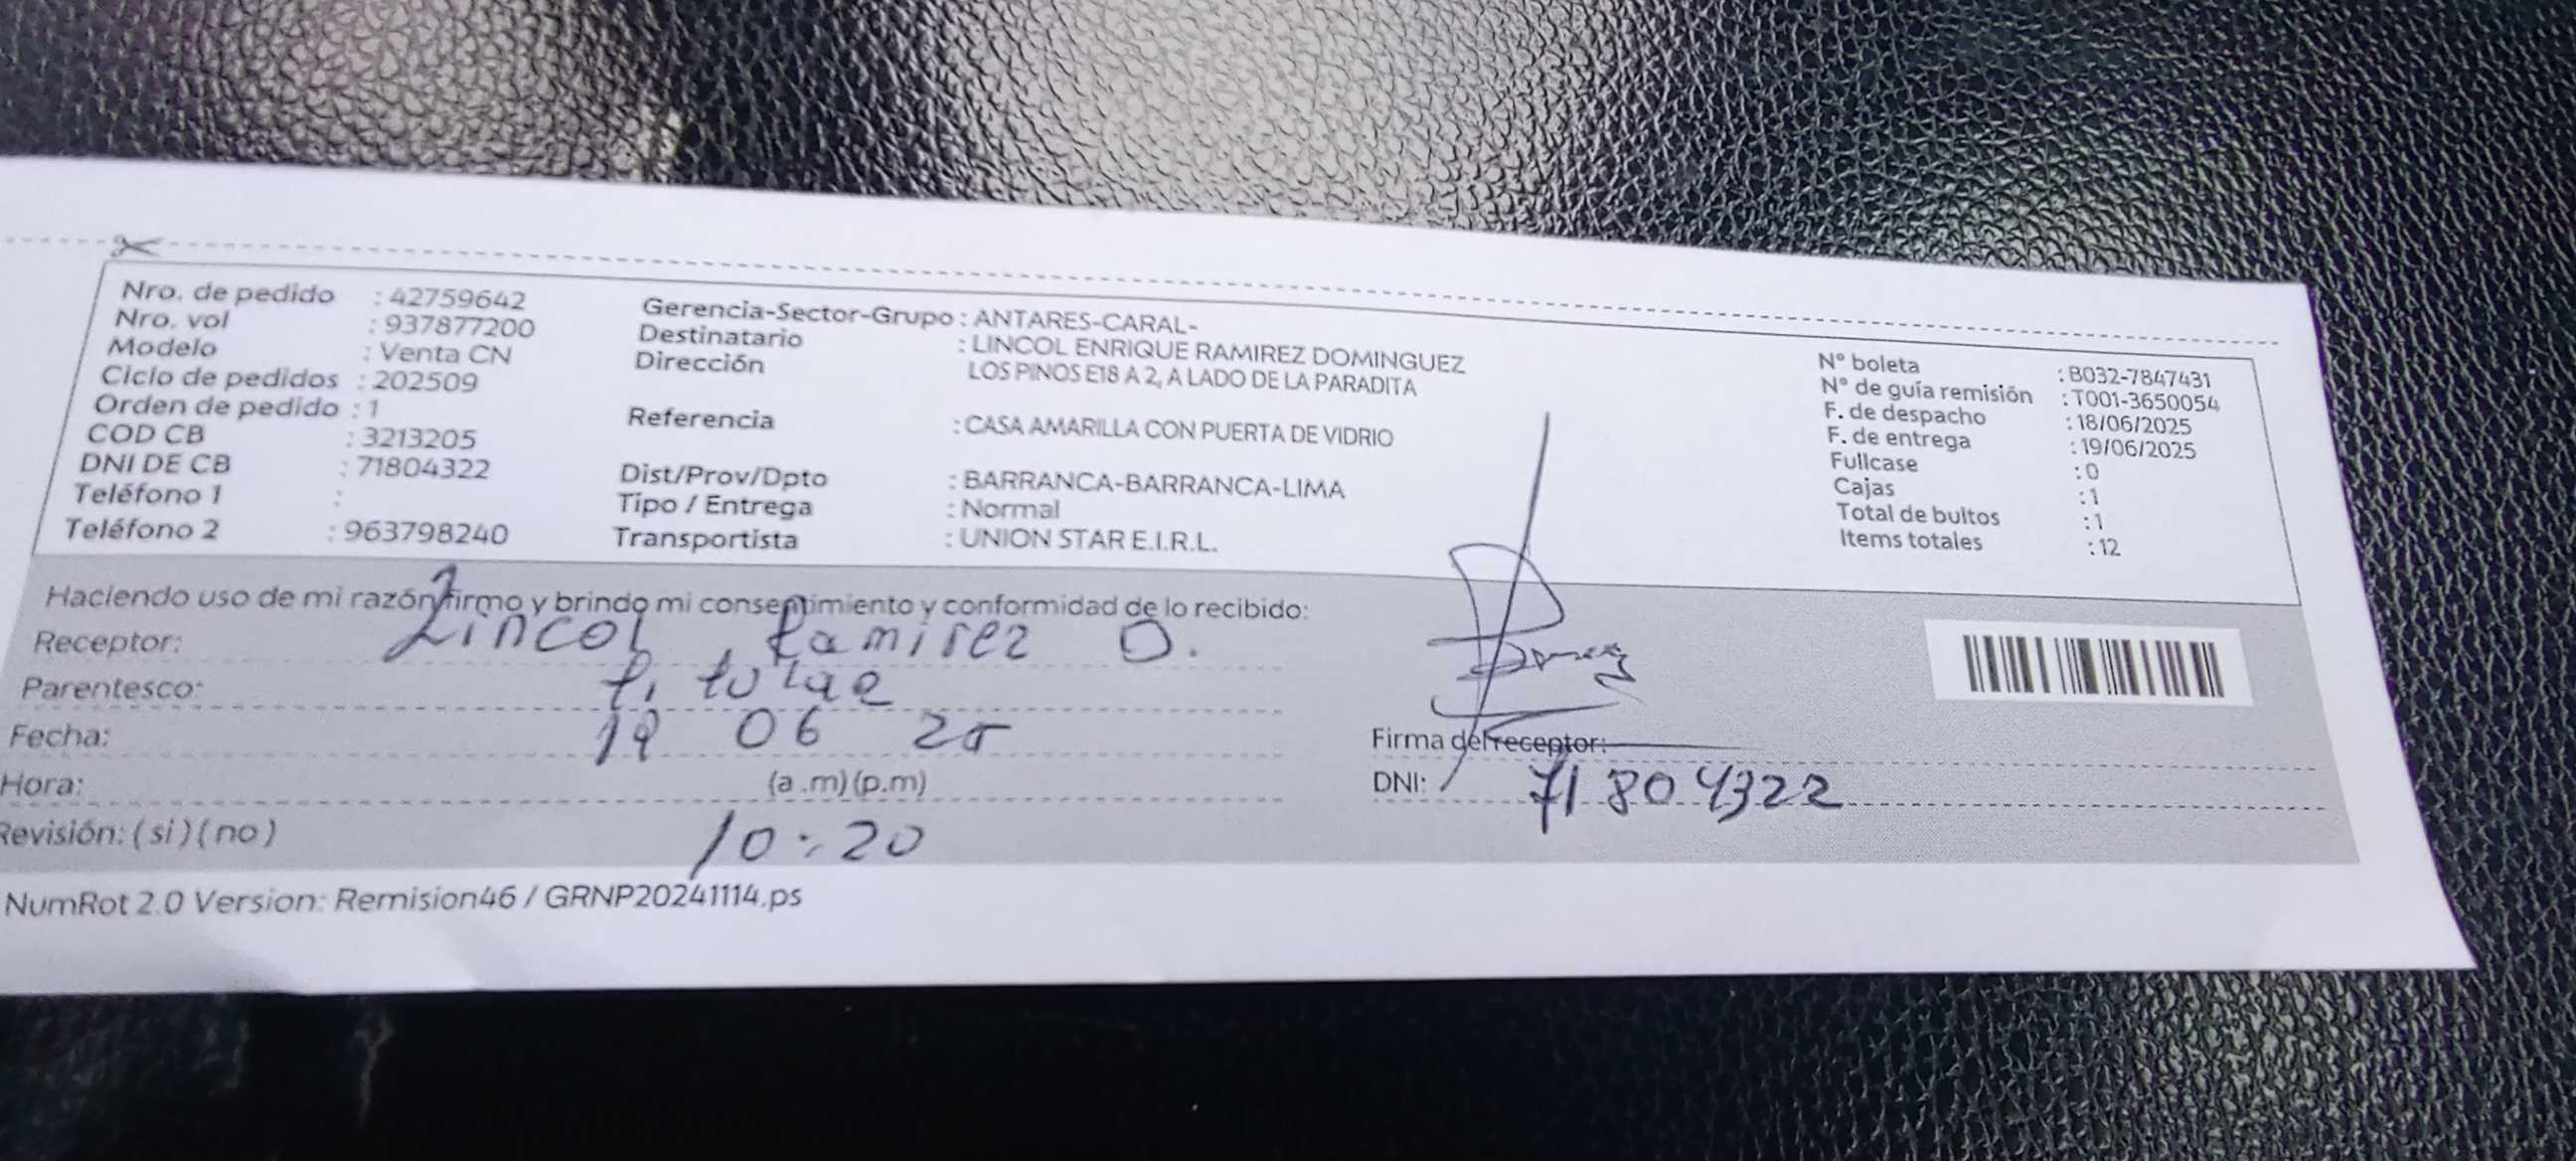 Nro. de pedido : 42759642
Nro. vol : 937877200
Modelo : Venta CN
Ciclo de pedidos : 202509
Orden de pedido : 1
COD CB : 3213205
DNI DE CB : 71804322
Teléfono 1 :
Teléfono 2 : 963798240
Gerencia-Sector-Grupo : ANTARES-CARAL-
Destinatario : LINCOL ENRIQUE RAMIREZ DOMINGUEZ
Dirección LOS PINOS E18 A 2, A LADO DE LA PARADITA
Referencia : CASA AMARILLA CON PUERTA DE VIDRIO
Dist/Prov/Dpto : BARRANCA-BARRANCA-LIMA
Tipo / Entrega : Normal
Transportista : UNION STAR E.I.R.L.
N° boleta : B032-7847431
N° de guía remisión : T001-3650054
F. de despacho : 18/06/2025
F. de entrega : 19/06/2025
Fullcase : 0
Cajas : 1
Total de bultos : 1
Items totales : 12
Haciendo uso de mi razón firmo y brindo mi consentimiento y conformidad de lo recibido:
Receptor: Lincol Ramirez D.
Parentesco: Titular
Fecha: 19 06 25
Hora: (a .m) (p.m)
Revisión: ( si ) ( no ) 10:20
Firma del receptor:
DNI: 71804322
NumRot 2.0 Version: Remision46 / GRNP20241114.ps